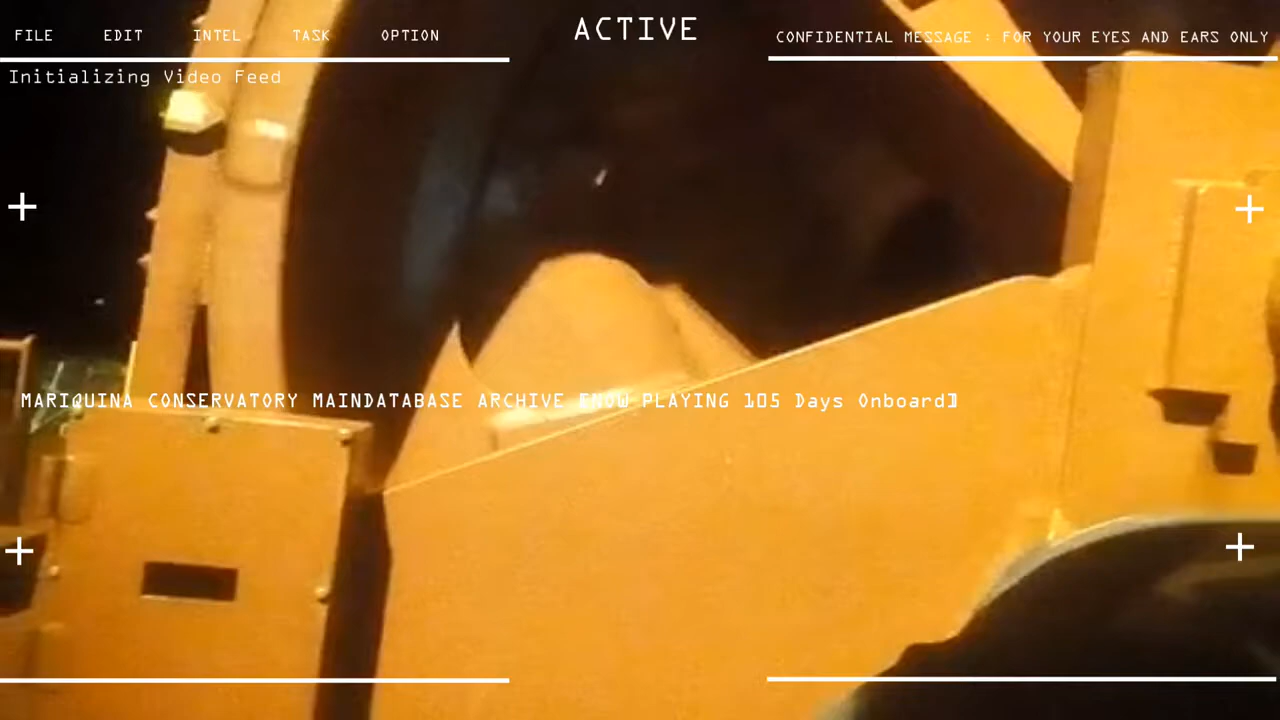 FILE EDIT INTEL TASK OPTION
ACTIVE
CONFIDENTIAL MESSAGE : FOR YOUR EYES AND EARS ONLY
Initializing Video Feed
MARIQUINA CONSERVATORY MAINDATABASE ARCHIVE [NOW PLAYING 105 Days Onboard]